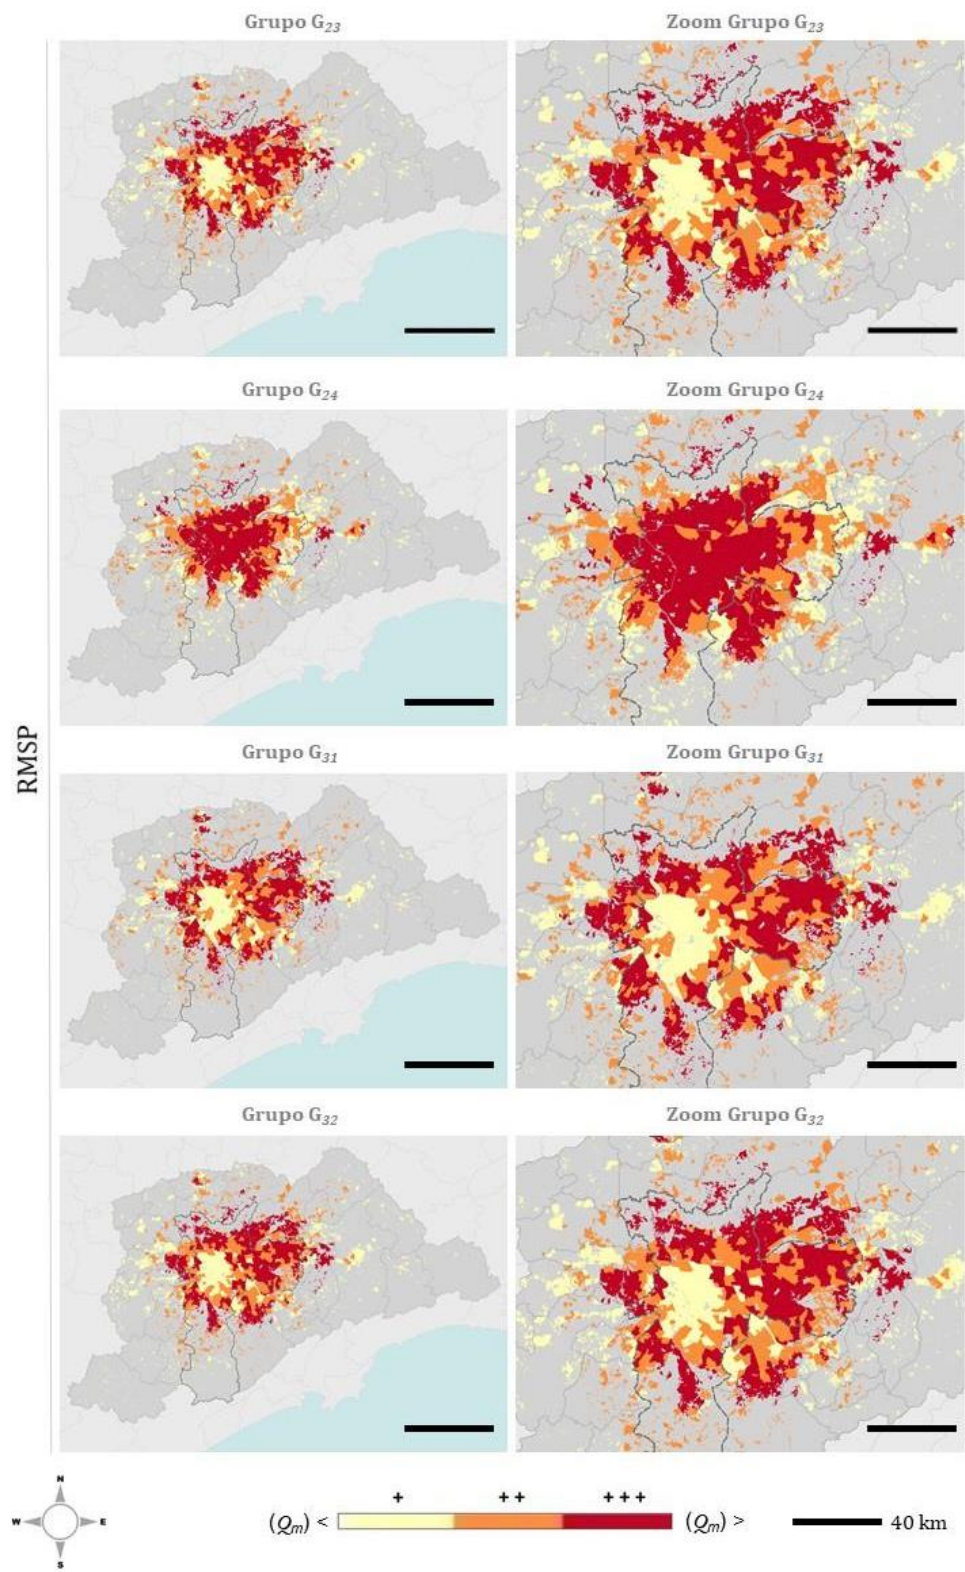 Grupo G23
Zoom Grupo G23
Grupo G24
Zoom Grupo G24
RMSP
Grupo G31
Zoom Grupo G31
Grupo G32
Zoom Grupo G32
N
W E
S
+ ++ +++
(Qm) < (Qm) > 40 km